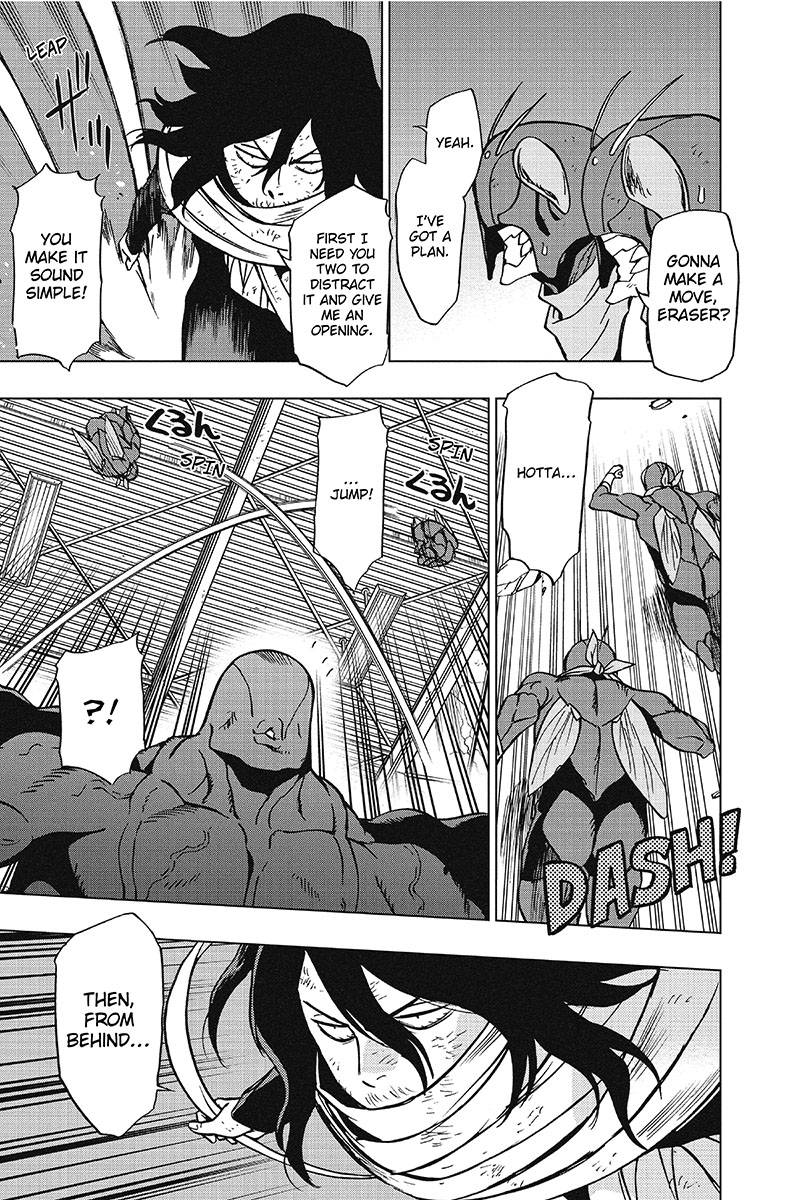 GONNA
MAKE A
MOVE,
ERASER?
YEAH.
I'VE
GOT A
PLAN.
LEAP
FIRST I
NEED YOU
TWO TO
DISTRACT
IT AND GIVE
ME AN
OPENING.
YOU
MAKE IT
SOUND
SIMPLE!
HOTTA...
DASH!
SPIN
くるん
...
JUMP!
くるん
SPIN
?!
THEN,
FROM
BEHIND...